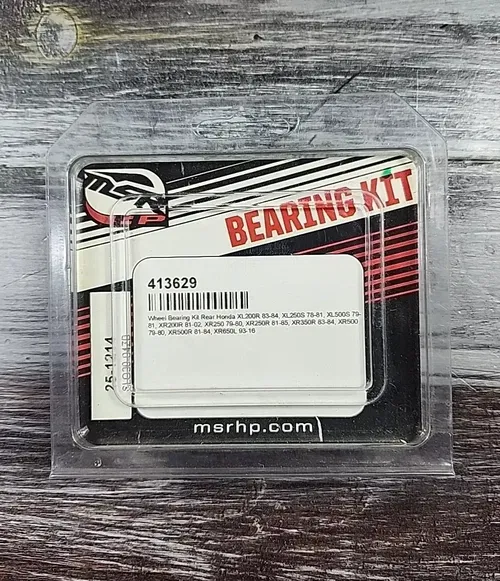 MSR
HP
BEARING KIT
413629
Wheel Bearing Kit Rear Honda XL200R 83-84, XL250S 78-81, XL500S 79-
81, XR200R 81-02, XR250 79-80, XR250R 81-85, XR350R 83-84, XR500
79-80, XR500R 81-84, XR650L 93-16
25-1214
msrhp.com